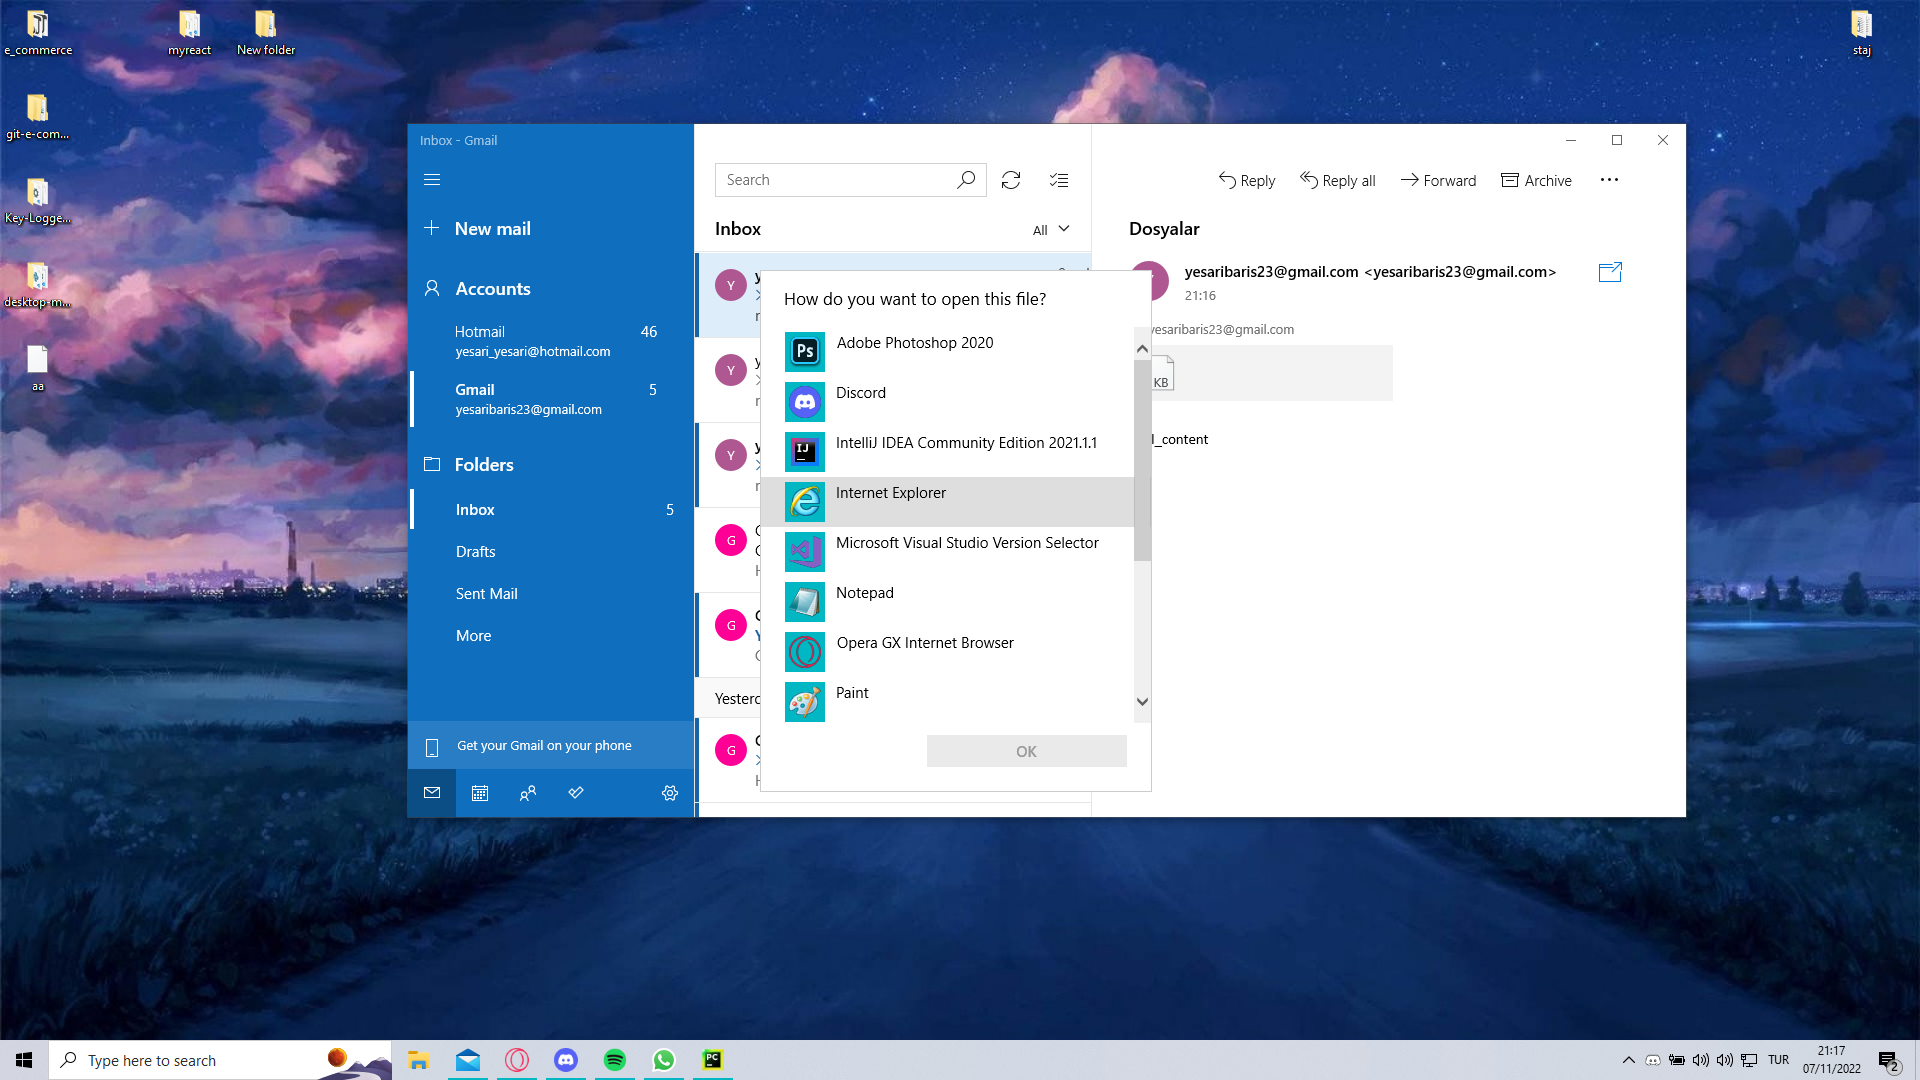 e_commerce
myreact
New folder
staj
git-e-com...
Key-Logge...
desktop-m...
aa
Inbox - Gmail
New mail
Accounts
Hotmail 46
yesari_yesari@hotmail.com
Gmail 5
yesaribaris23@gmail.com
Folders
Inbox 5
Drafts
Sent Mail
More
Get your Gmail on your phone
Search
Inbox
All
Y
Y
Y
G
G
G
Reply
Reply all
Forward
Archive
Dosyalar
yesaribaris23@gmail.com <yesaribaris23@gmail.com>
21:16
yesaribaris23@gmail.com
KB
l_content
How do you want to open this file?
Ps Adobe Photoshop 2020
Discord
IJ IntelliJ IDEA Community Edition 2021.1.1
Internet Explorer
Microsoft Visual Studio Version Selector
Notepad
Opera GX Internet Browser
Paint
OK
Type here to search
PC
TUR
21:17
07/11/2022
2